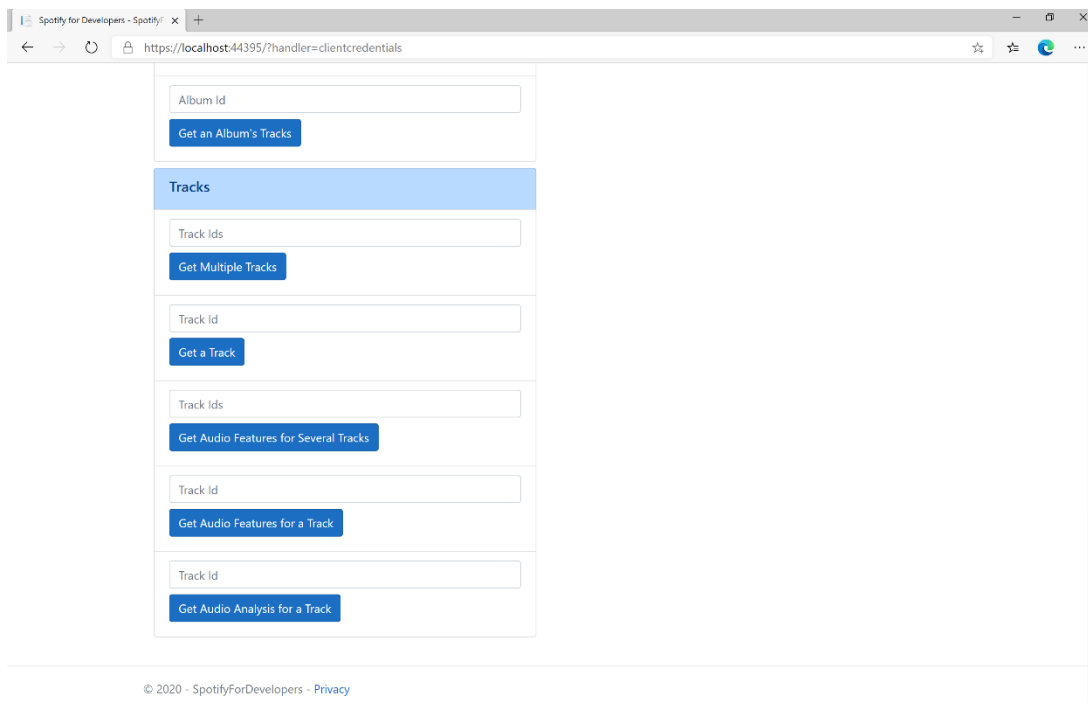 Spotify for Developers - Spotify
https://localhost:44395/?handler=clientcredentials
Album Id
Get an Album's Tracks
Tracks
Track Ids
Get Multiple Tracks
Track Id
Get a Track
Track Ids
Get Audio Features for Several Tracks
Track Id
Get Audio Features for a Track
Track Id
Get Audio Analysis for a Track
© 2020 - SpotifyForDevelopers - Privacy